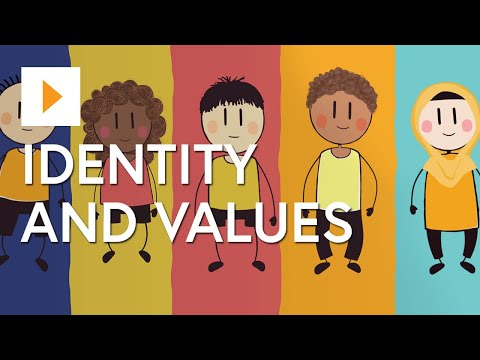 IDENTITY
AND VALUES